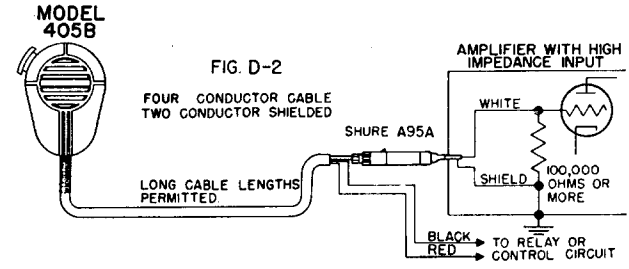 MODEL
405B
FIG. D-2
FOUR CONDUCTOR CABLE
TWO CONDUCTOR SHIELDED
SHURE A95A
AMPLIFIER WITH HIGH
IMPEDANCE INPUT
WHITE
SHIELD
100,000
OHMS OR
MORE
LONG CABLE LENGTHS
PERMITTED.
BLACK
RED
TO RELAY OR
CONTROL CIRCUIT